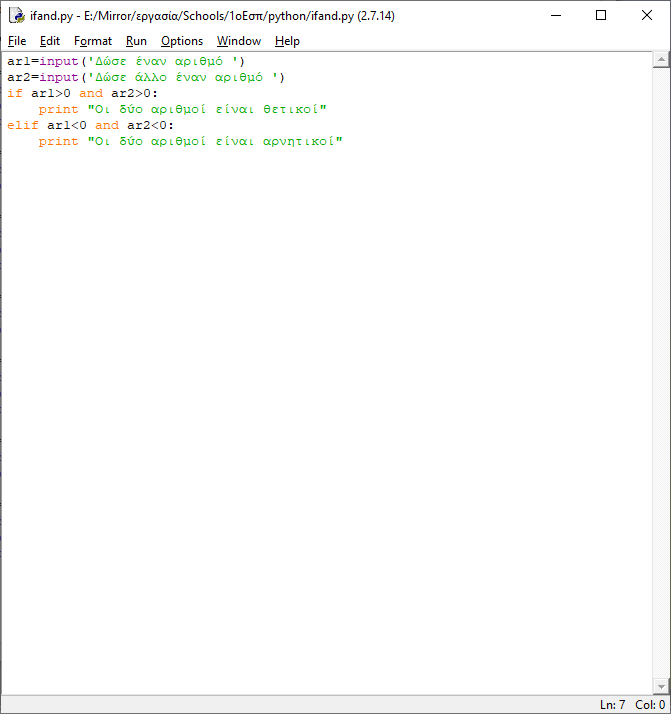 ifand.py - E:/Mirror/εργασία/Schools/1οΕσπ/python/ifand.py (2.7.14)
File Edit Format Run Options Window Help
ar1=input('Δώσε έναν αριθμό ')
ar2=input('Δώσε άλλο έναν αριθμό ')
if ar1>0 and ar2>0:
    print "Οι δύο αριθμοί είναι θετικοί"
elif ar1<0 and ar2<0:
    print "Οι δύο αριθμοί είναι αρνητικοί"
Ln: 7 Col: 0